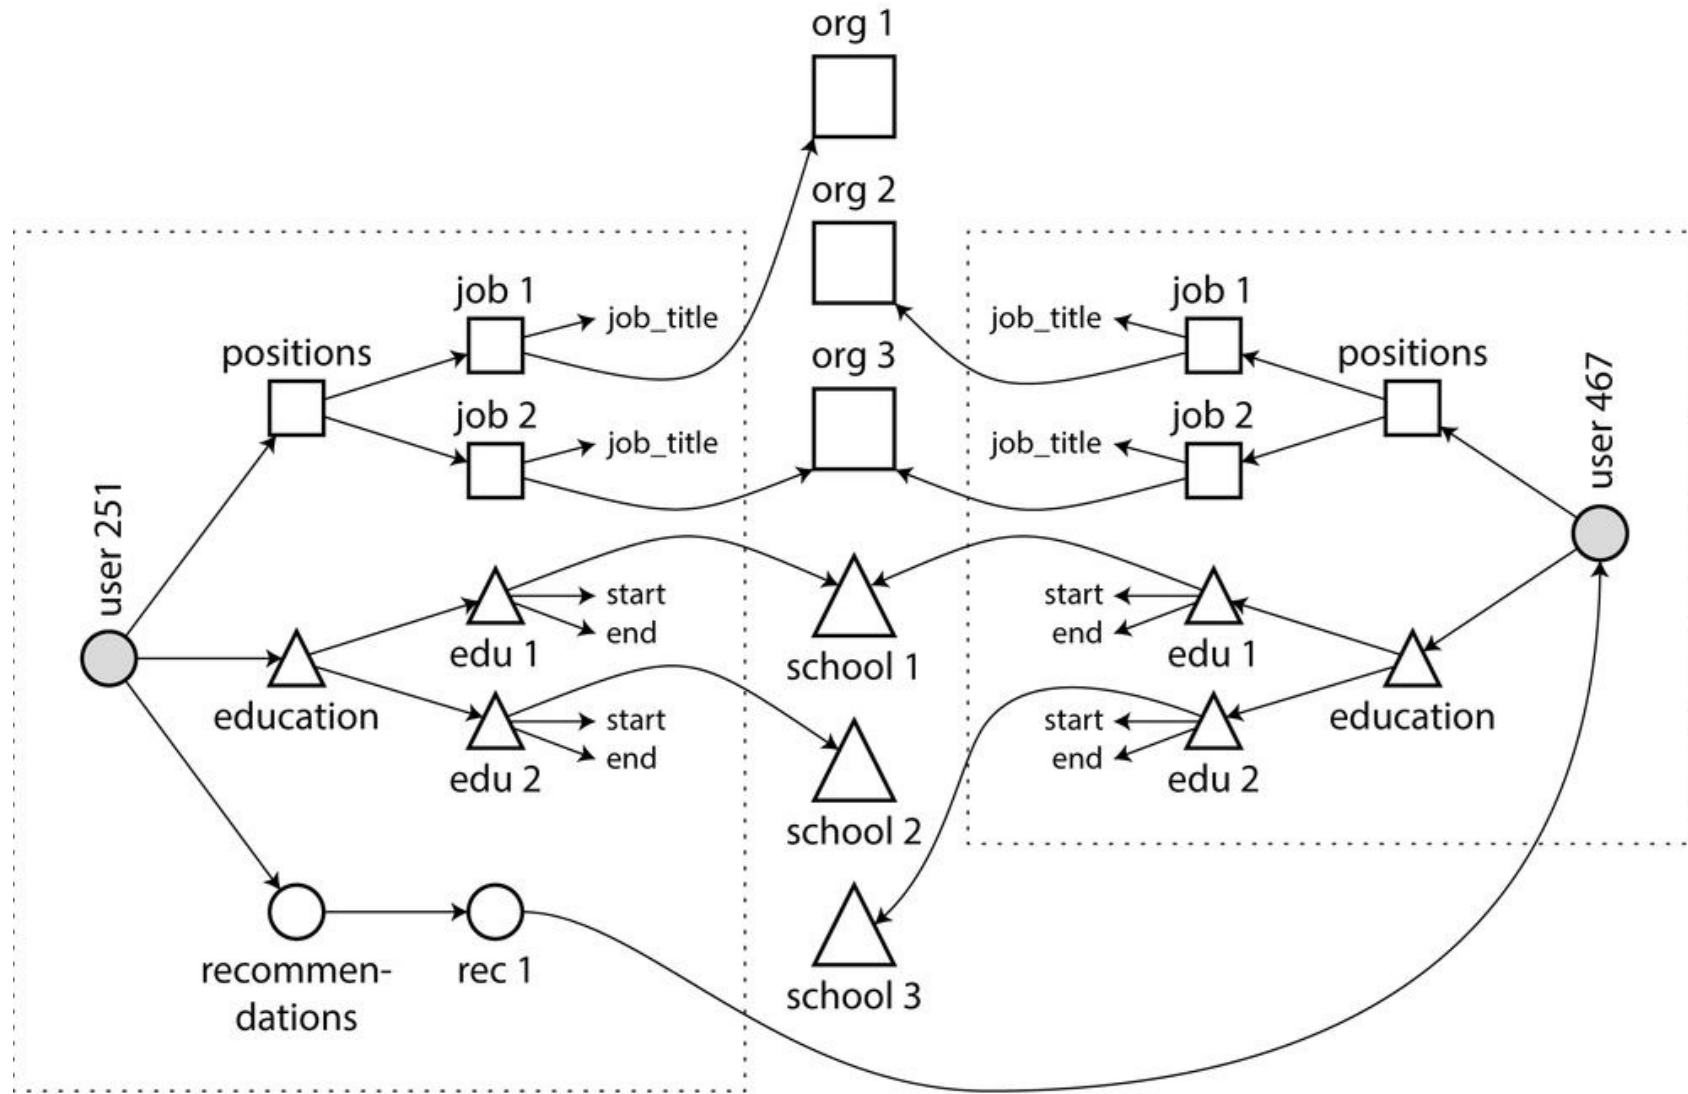 org 1
org 2
org 3
user 251
positions
job 1
job_title
job 2
job_title
education
edu 1
start
end
edu 2
start
end
recommen-
dations
rec 1
school 1
school 2
school 3
job_title
job 1
positions
job_title
job 2
user 467
start
end
edu 1
education
start
end
edu 2